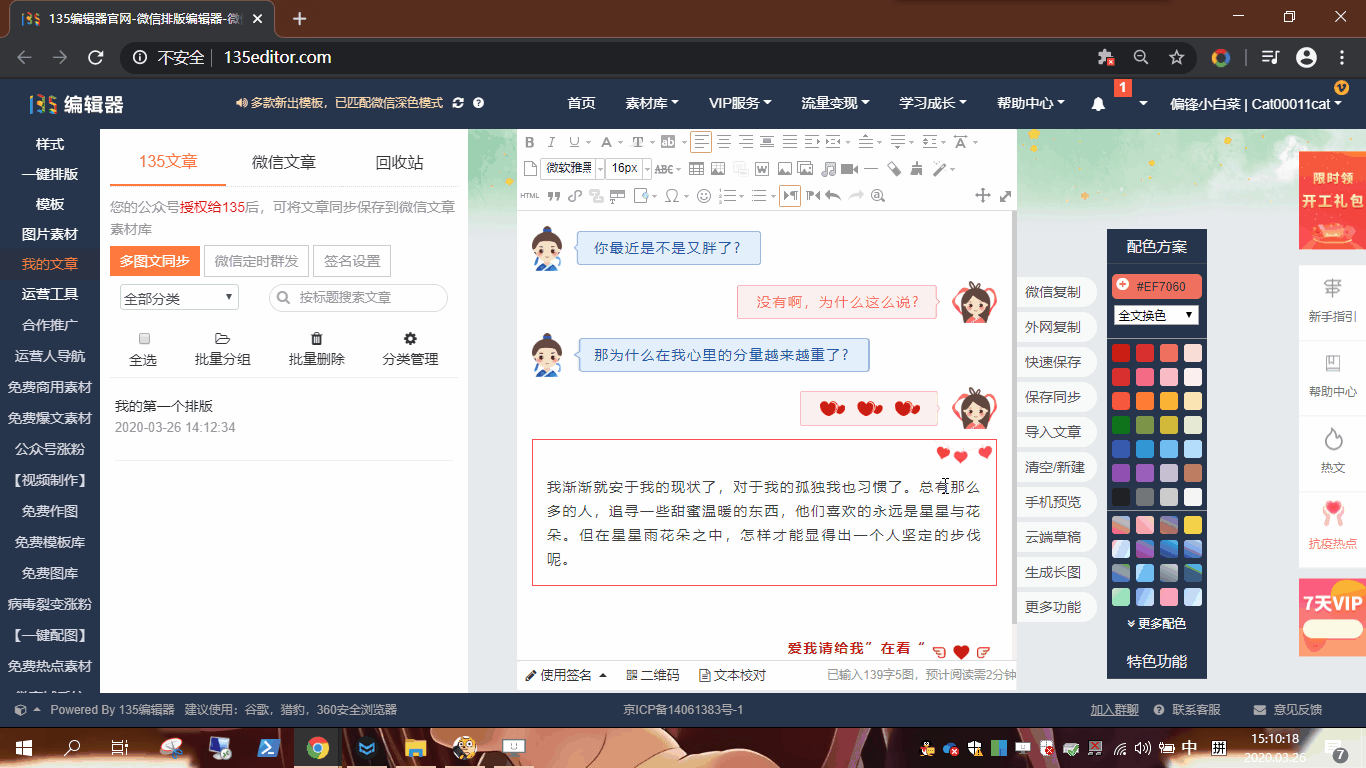 135编辑器官网-微信排版编辑器-微
不安全
135editor.com
135 编辑器
多款新出模板，已匹配微信深色模式
首页
素材库
VIP服务
流量变现
学习成长
帮助中心
1
偏锋小白菜 | Cat00011cat
样式
一键排版
模板
图片素材
我的文章
运营工具
合作推广
运营人导航
免费商用素材
免费爆文素材
公众号涨粉
【视频制作】
免费作图
免费模板库
免费图库
病毒裂变涨粉
【一键配图】
免费热点素材
135文章
微信文章
回收站
您的公众号授权给135后，可将文章同步保存到微信文章
素材库
多图文同步
微信定时群发
签名设置
全部分类
按标题搜索文章
全选
批量分组
批量删除
分类管理
我的第一个排版
2020-03-26 14:12:34
微软雅黑
16px
ABC
HTML
你最近是不是又胖了?
没有啊，为什么这么说?
那为什么在我心里的分量越来越重了?
我渐渐就安于我的现状了，对于我的孤独我也习惯了。总有那么
多的人，追寻一些甜蜜温暖的东西，他们喜欢的永远是星星与花
朵。但在星星雨花朵之中，怎样才能显得出一个人坚定的步伐
呢。
爱我请给我”在看“
使用签名
二维码
文本校对
已输入139字5图，预计阅读需2分钟
微信复制
外网复制
快速保存
保存同步
导入文章
清空/新建
手机预览
云端草稿
生成长图
更多功能
配色方案
#EF7060
全文换色
更多配色
特色功能
限时领
开工礼包
新手指引
帮助中心
热文
抗疫热点
7天VIP
Powered By 135编辑器
建议使用：谷歌，猎豹，360安全浏览器
京ICP备14061383号-1
加入群聊
联系客服
意见反馈
中
拼
15:10:18
2020.03.26
7